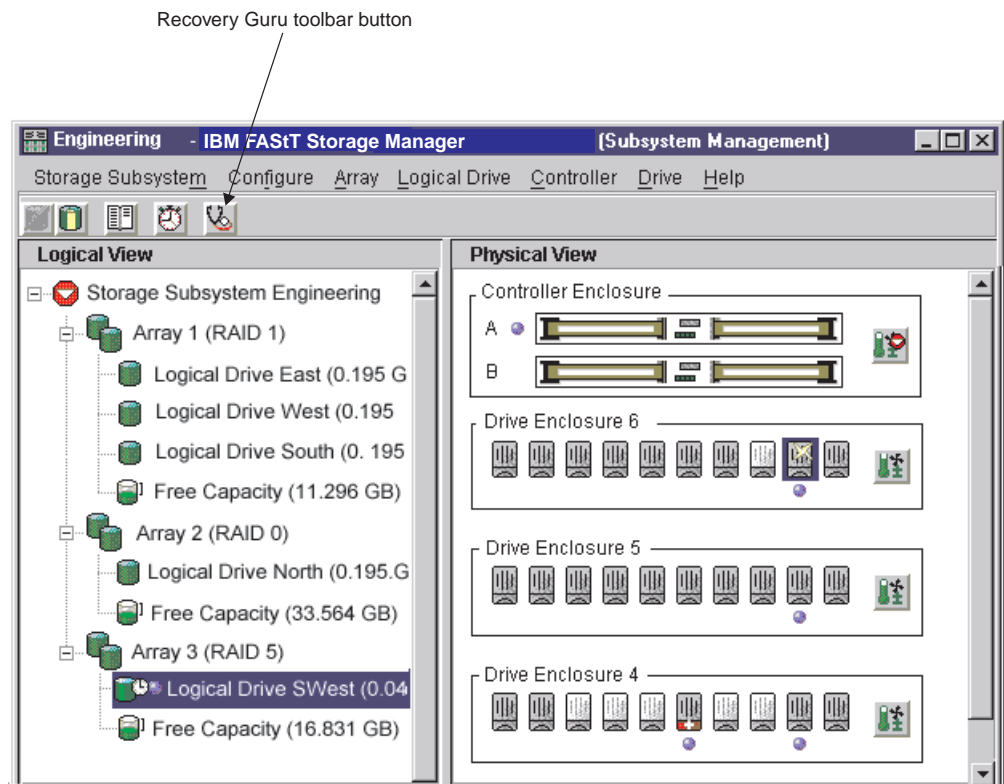 Recovery Guru toolbar button
Engineering - IBM FAStT Storage Manager (Subsystem Management)
Storage Subsystem Configure Array Logical Drive Controller Drive Help
Logical View
Storage Subsystem Engineering
Array 1 (RAID 1)
Logical Drive East (0.195 G
Logical Drive West (0.195
Logical Drive South (0. 195
Free Capacity (11.296 GB)
Array 2 (RAID 0)
Logical Drive North (0.195.G
Free Capacity (33.564 GB)
Array 3 (RAID 5)
Logical Drive SWest (0.04
Free Capacity (16.831 GB)
Physical View
Controller Enclosure
A
B
Drive Enclosure 6
Drive Enclosure 5
Drive Enclosure 4